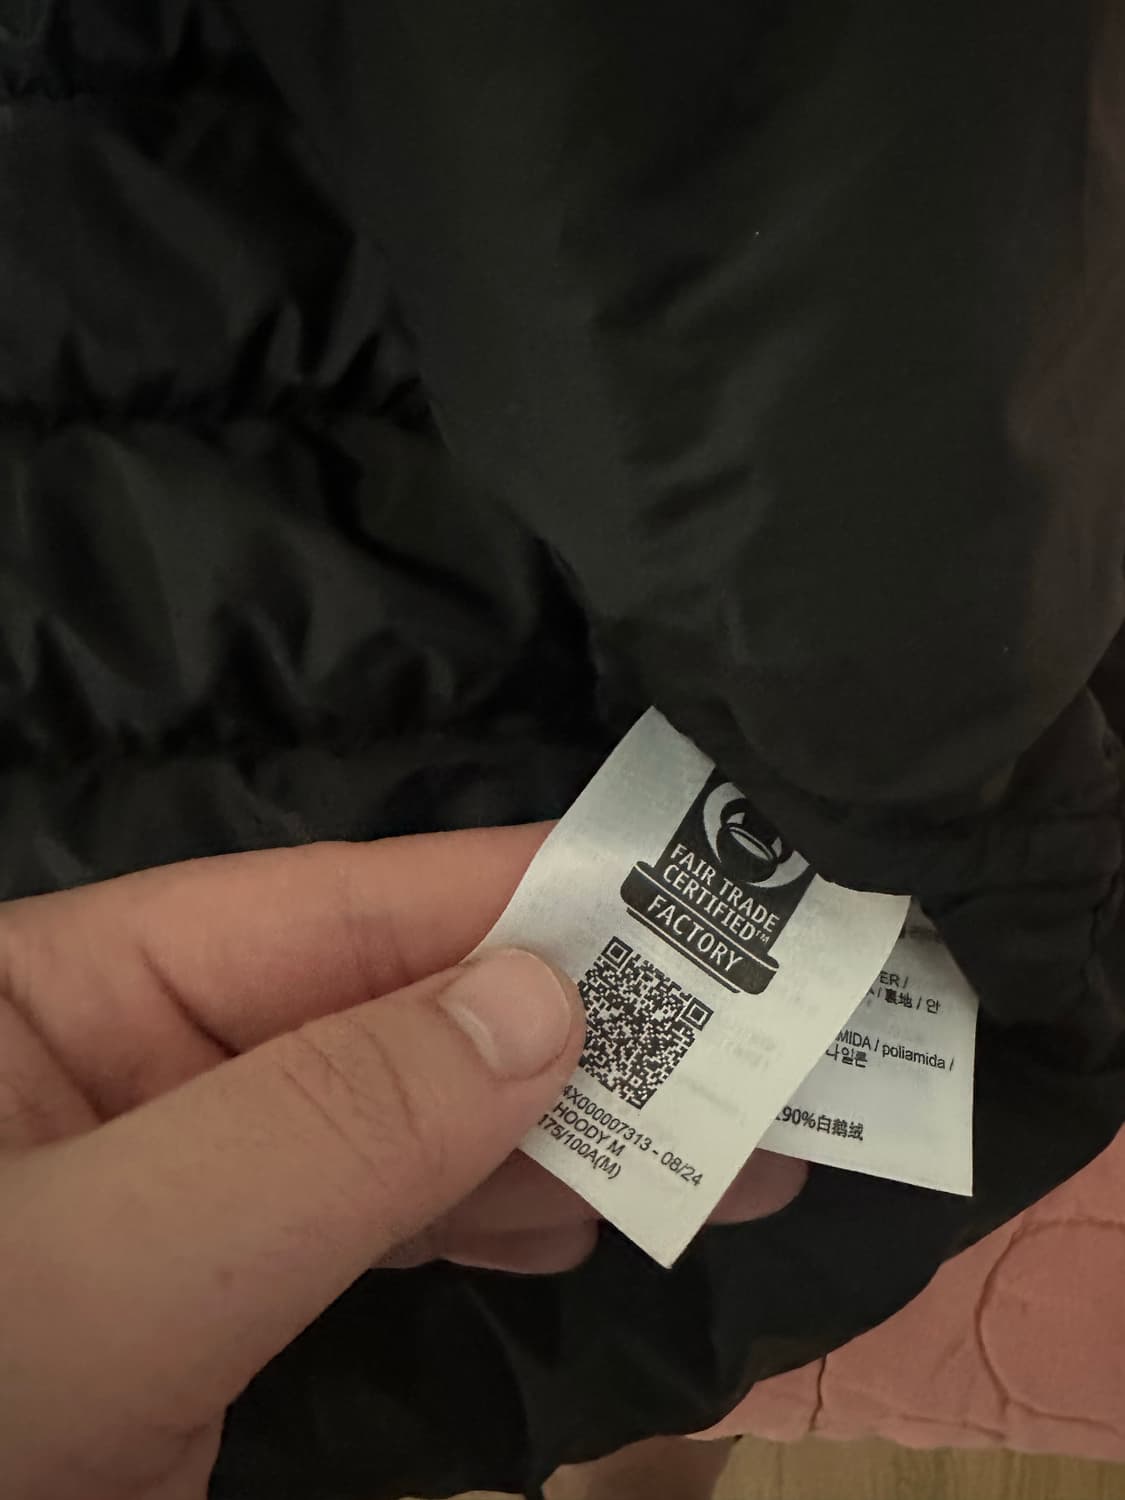 FAIR TRADE
CERTIFIED™
FACTORY
4X000007313 - 08/24
HOODY M
175/100A(M)
ER /
/ 裏地 / 안
MIDA / poliamida /
나일론
90%白鹅绒